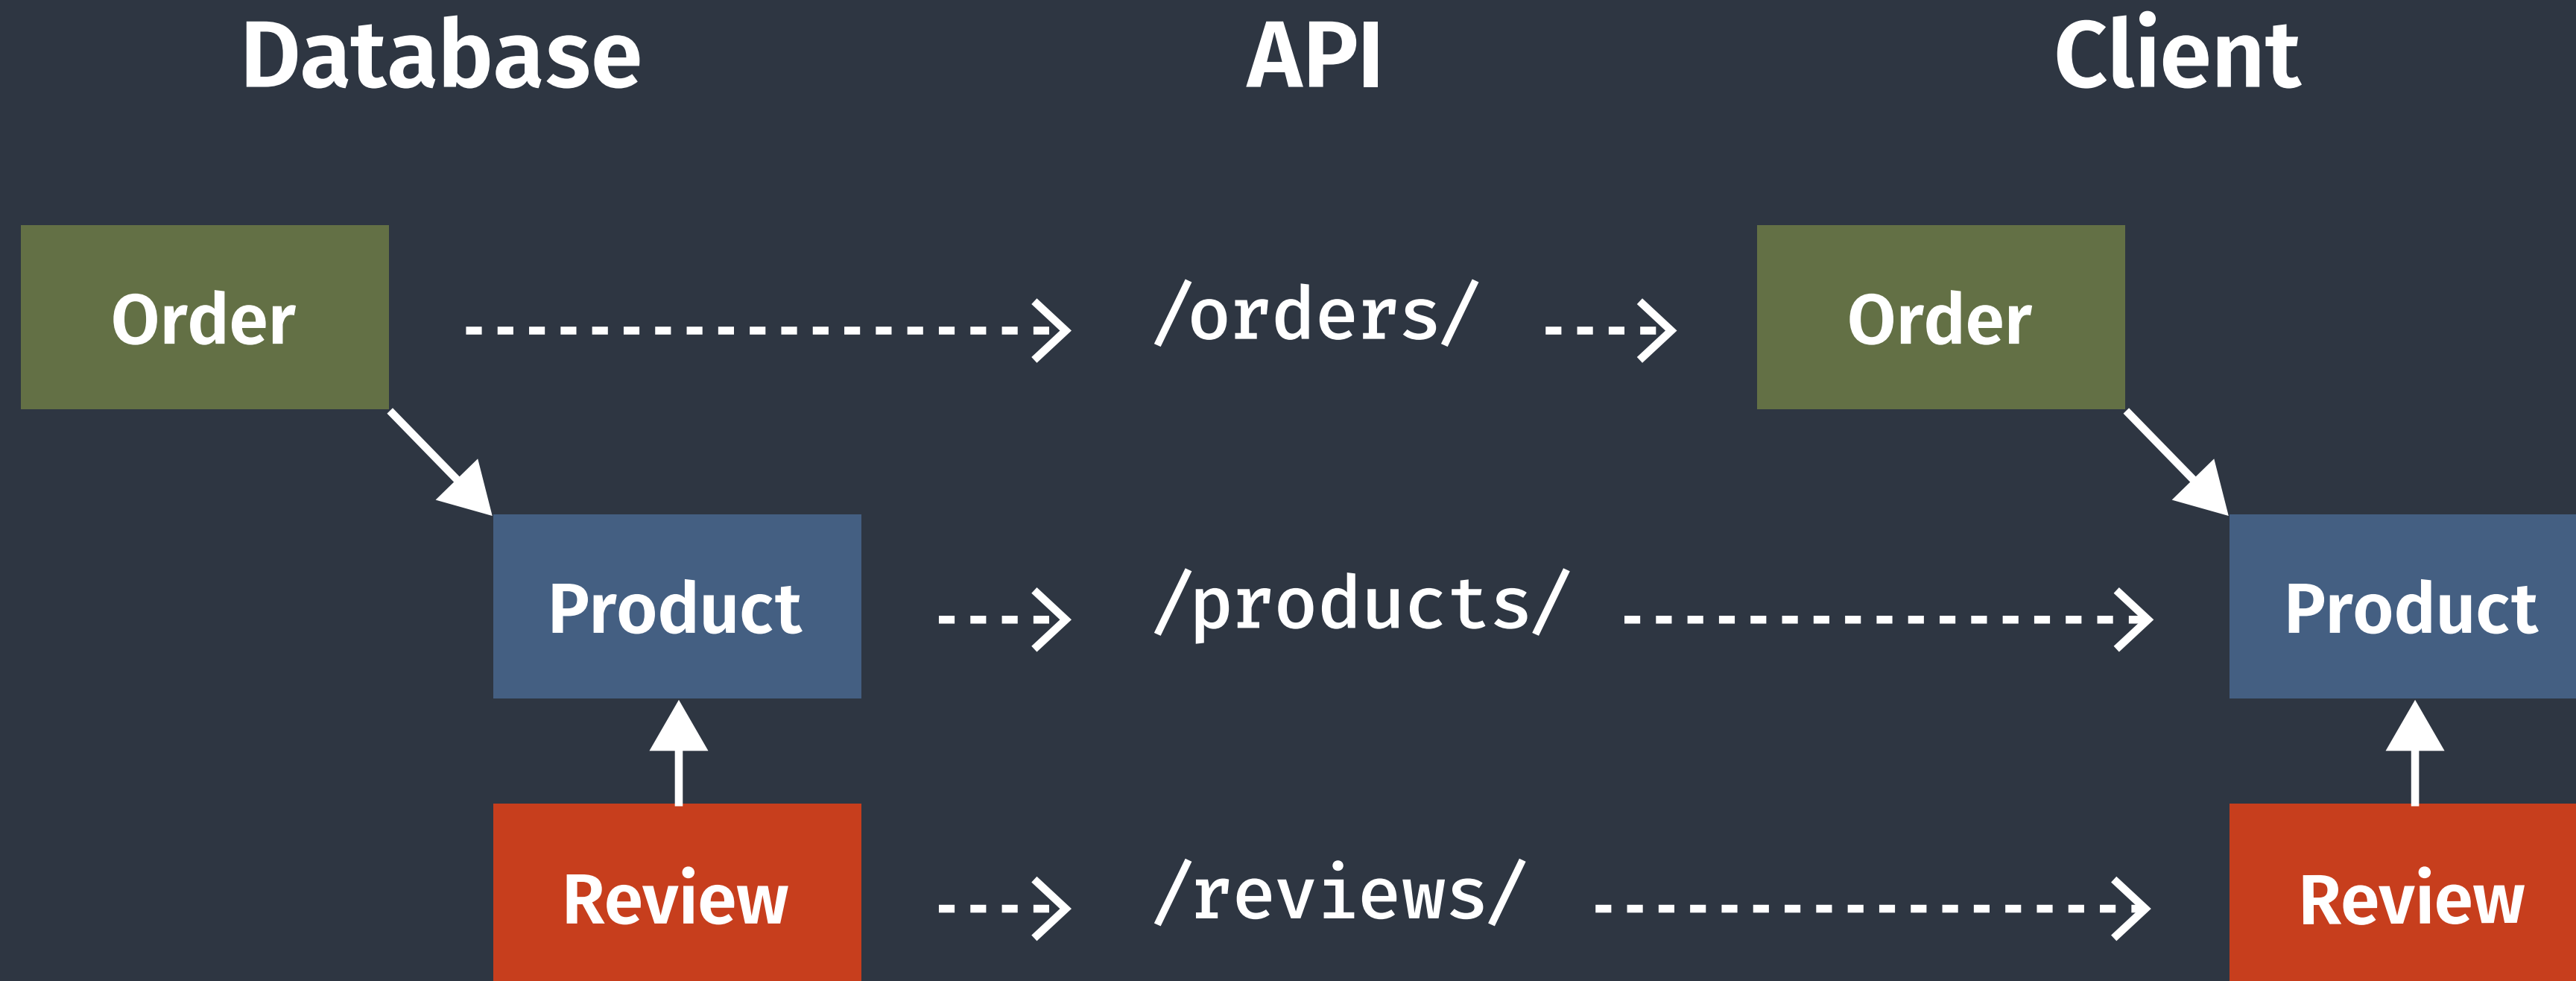 Database API Client
Order /orders/ Order
Product /products/ Product
Review /reviews/ Review